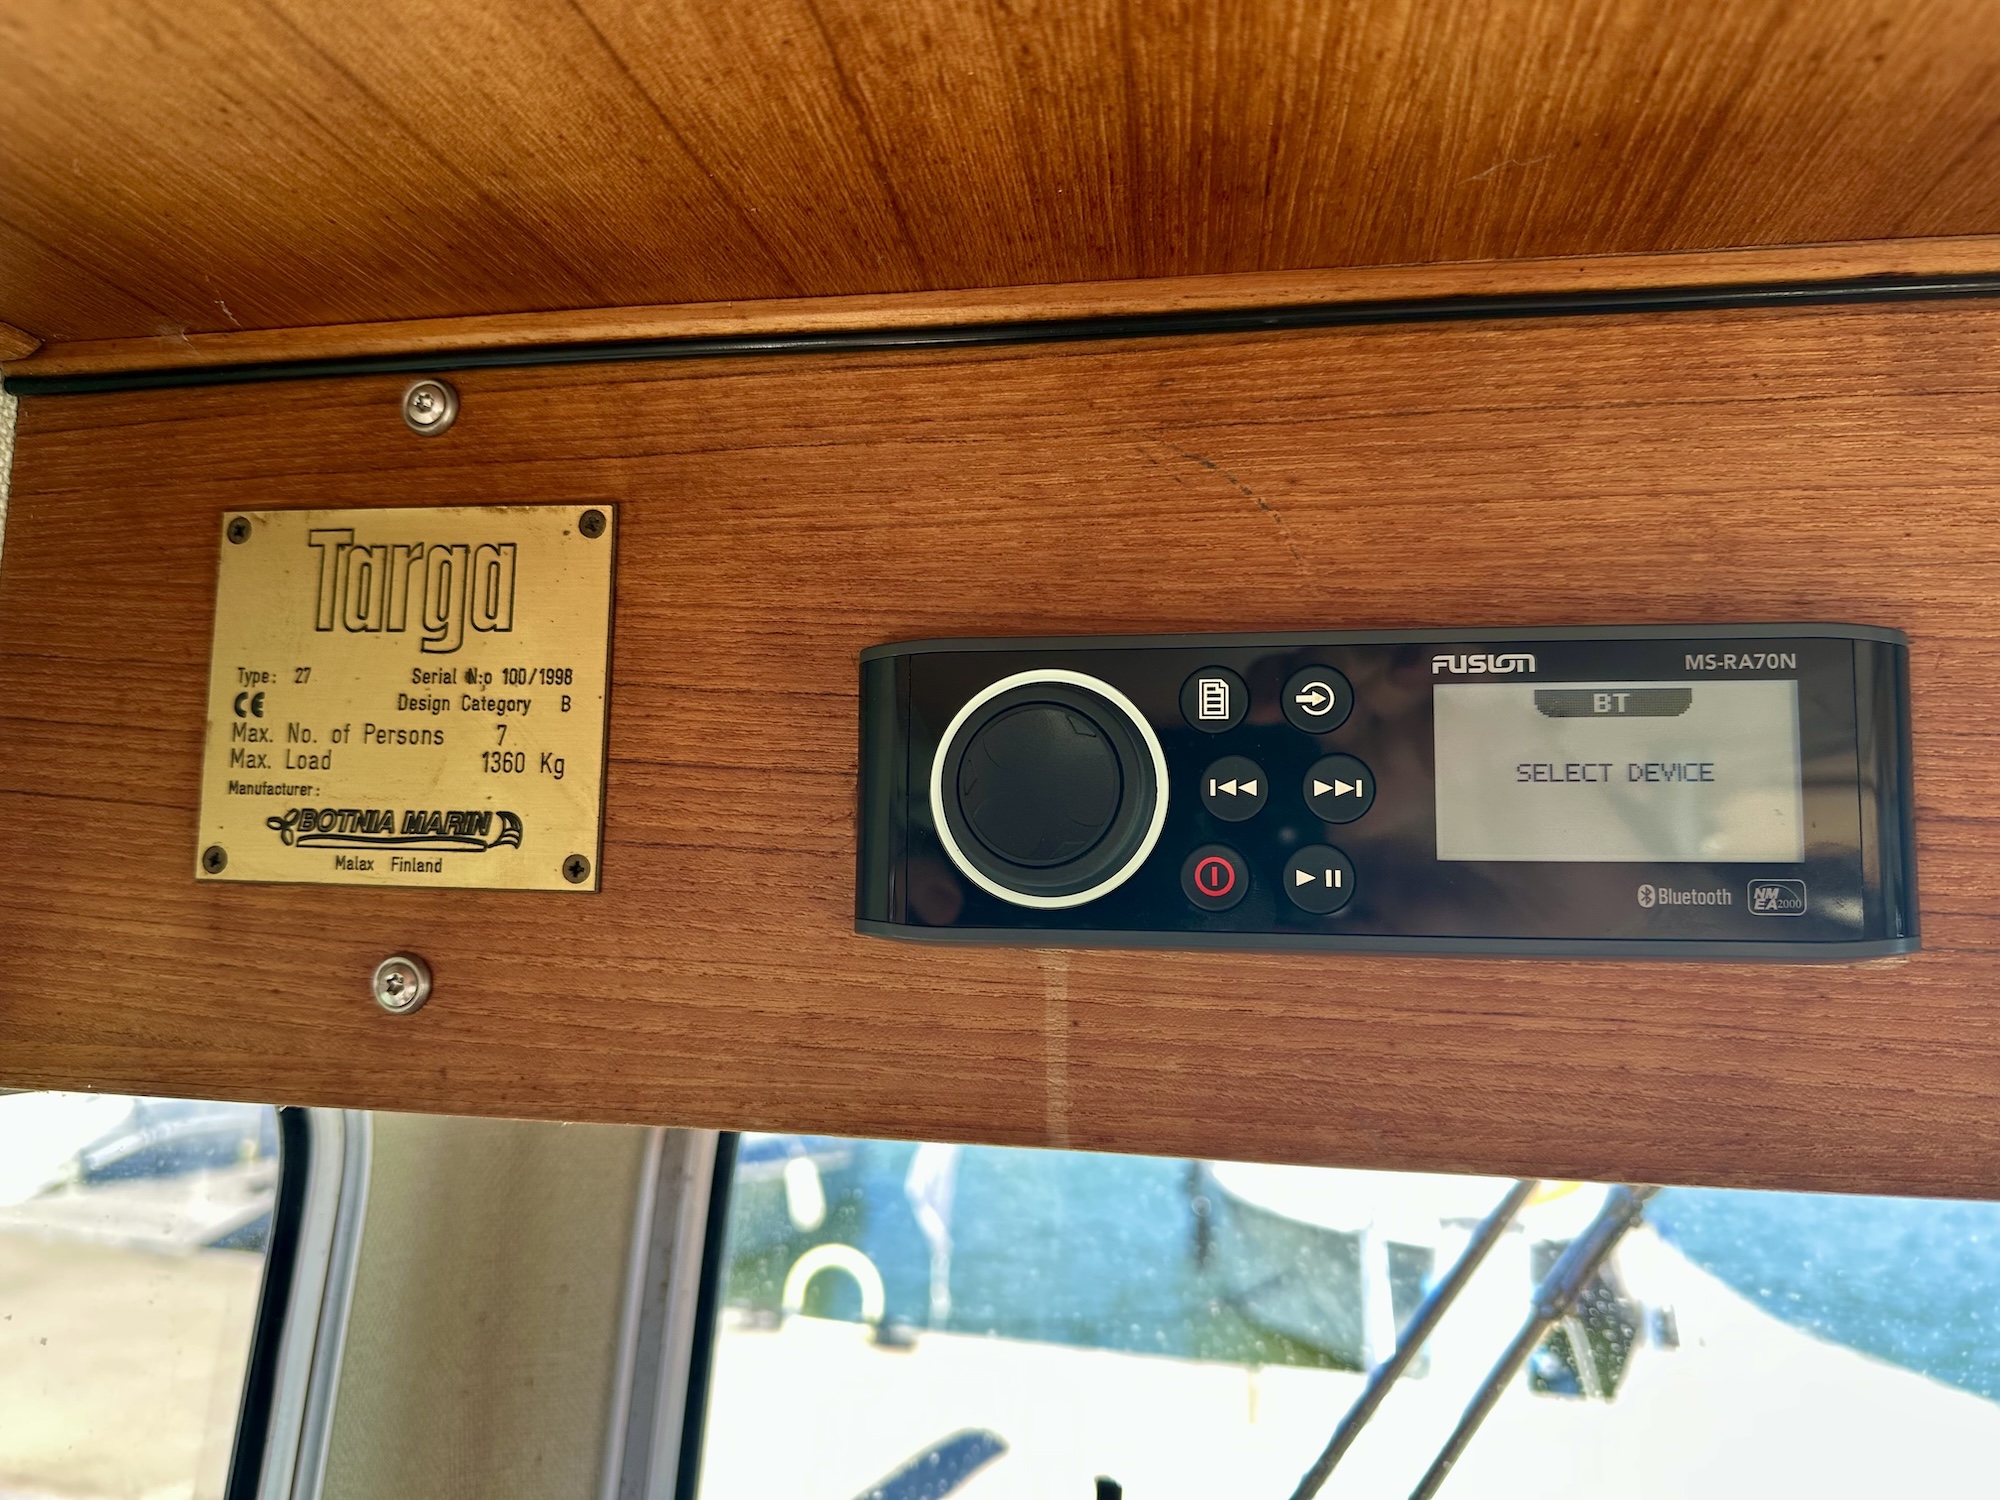 Targa
Type: 27 Serial N:o 100/1998
CE Design Category B
Max. No. of Persons 7
Max. Load 1360 Kg
Manufacturer:
BOTNIA MARIN
Malax Finland
FUSION MS-RA70N
BT
SELECT DEVICE
Bluetooth NMEA2000